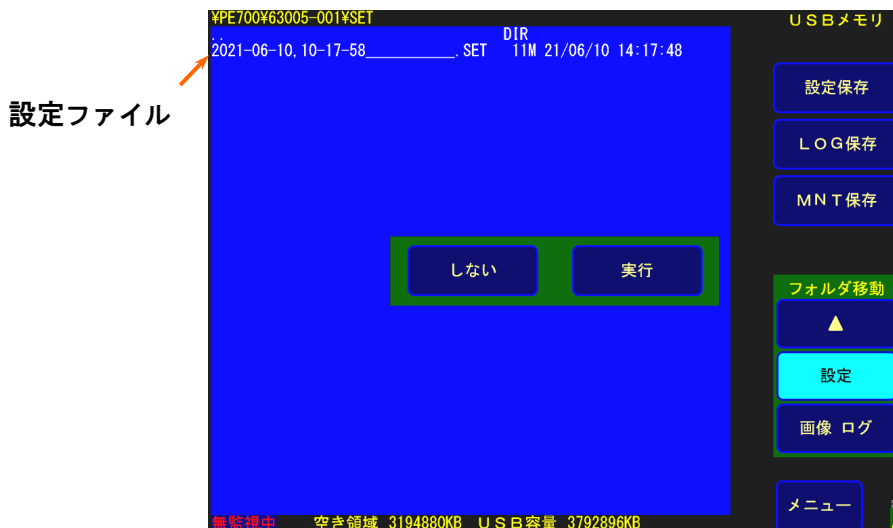 ¥PE700¥63005-001¥SET
USBメモリ
.. DIR
2021-06-10,10-17-58___________.SET 11M 21/06/10 14:17:48
設定ファイル
設定保存
LOG保存
MNT保存
しない 実行
フォルダ移動
▲
設定
画像 ログ
メニュー
無監視中 空き領域 3194880KB USB容量 3792896KB